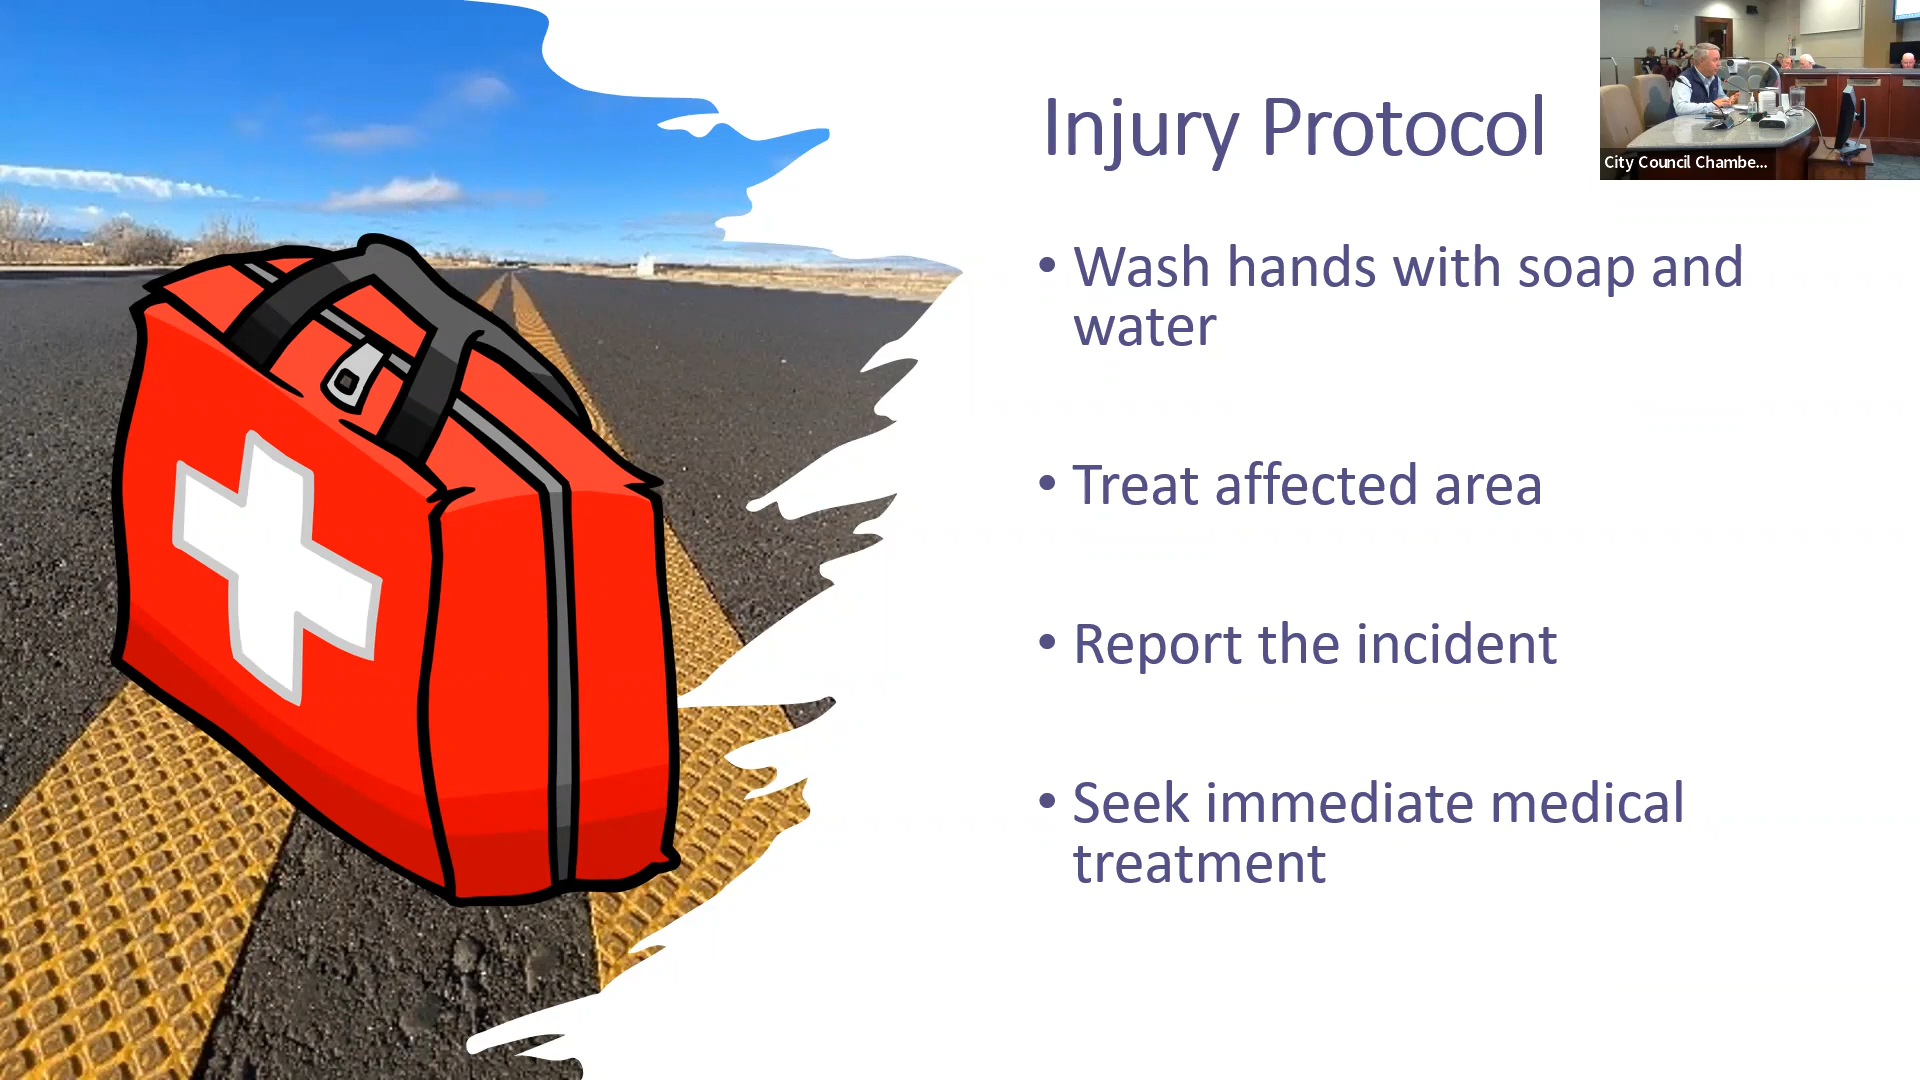 Injury Protocol
City Council Chambe...
• Wash hands with soap and
water
• Treat affected area
• Report the incident
• Seek immediate medical
treatment